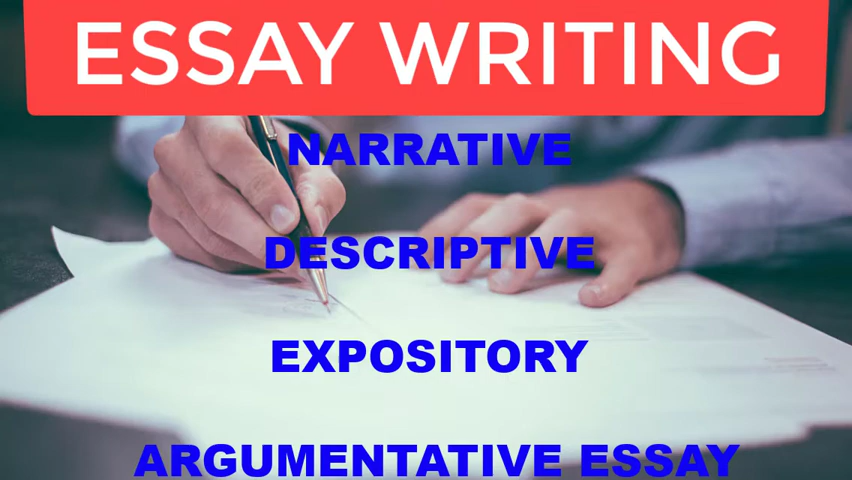 ESSAY WRITING
NARRATIVE
DESCRIPTIVE
EXPOSITORY
ARGUMENTATIVE ESSAY